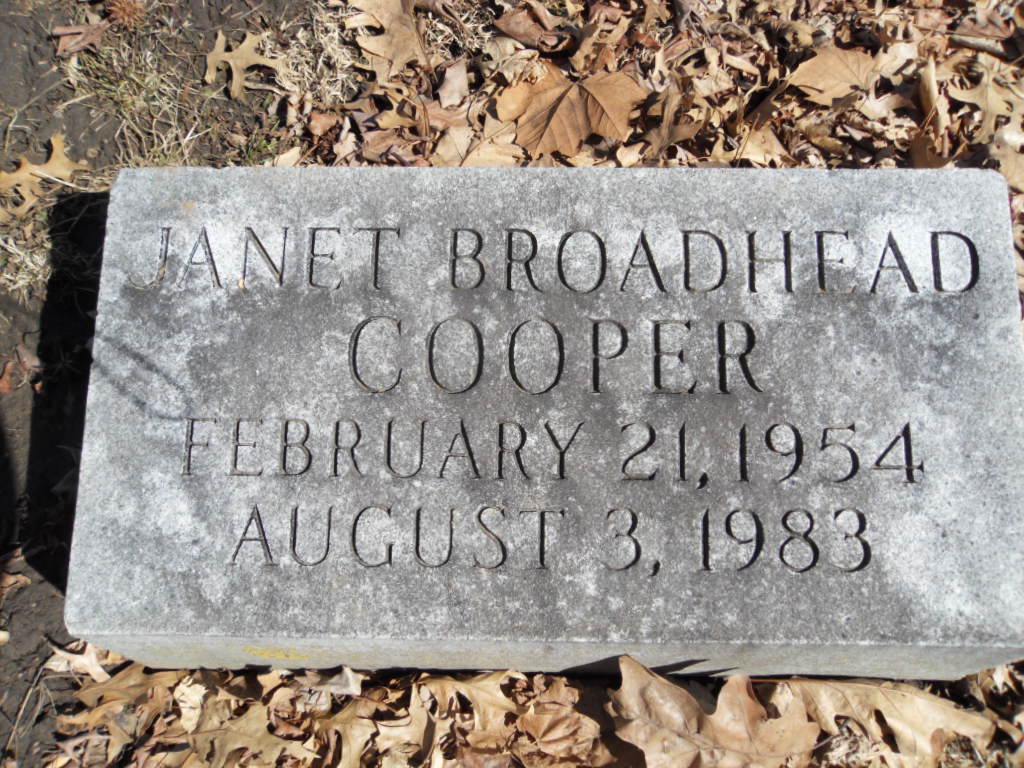 JANET BROADHEAD
COOPER
FEBRUARY 21, 1954
AUGUST 3, 1983